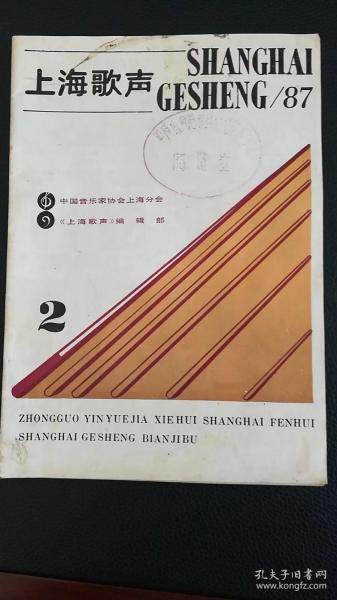 上海歌声
SHANGHAI
GESHENG/87
中国音乐家协会上海分会
《上海歌声》编 辑 部
2
ZHONGGUO YINYUEJIA XIEHUI SHANGHAI FENHUI
SHANGHAI GESHENG BIANJIBU
孔夫子旧书网
www.kongfz.com